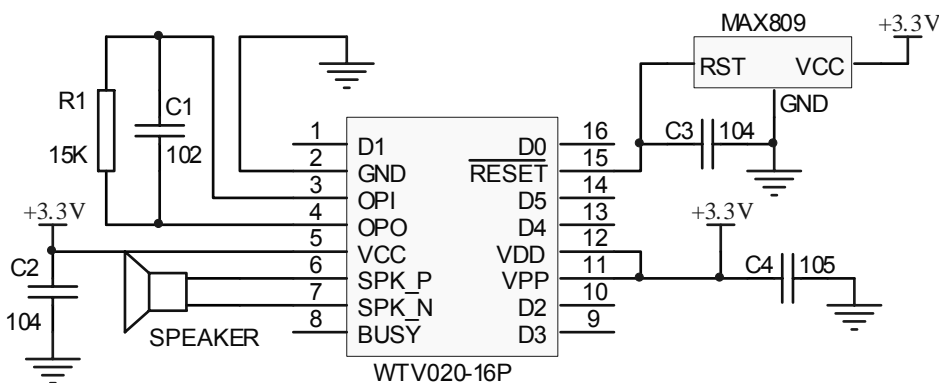 MAX809
+3.3V
RST VCC
GND
R1
15K
C1
102
C3 104
1 D1 D0 16
2 GND RESET 15
3 OPI D5 14
4 OPO D4 13
5 VCC VDD 12
6 SPK_P VPP 11
7 SPK_N D2 10
8 BUSY D3 9
+3.3V
C2
104
SPEAKER
+3.3V
C4 105
WTV020-16P